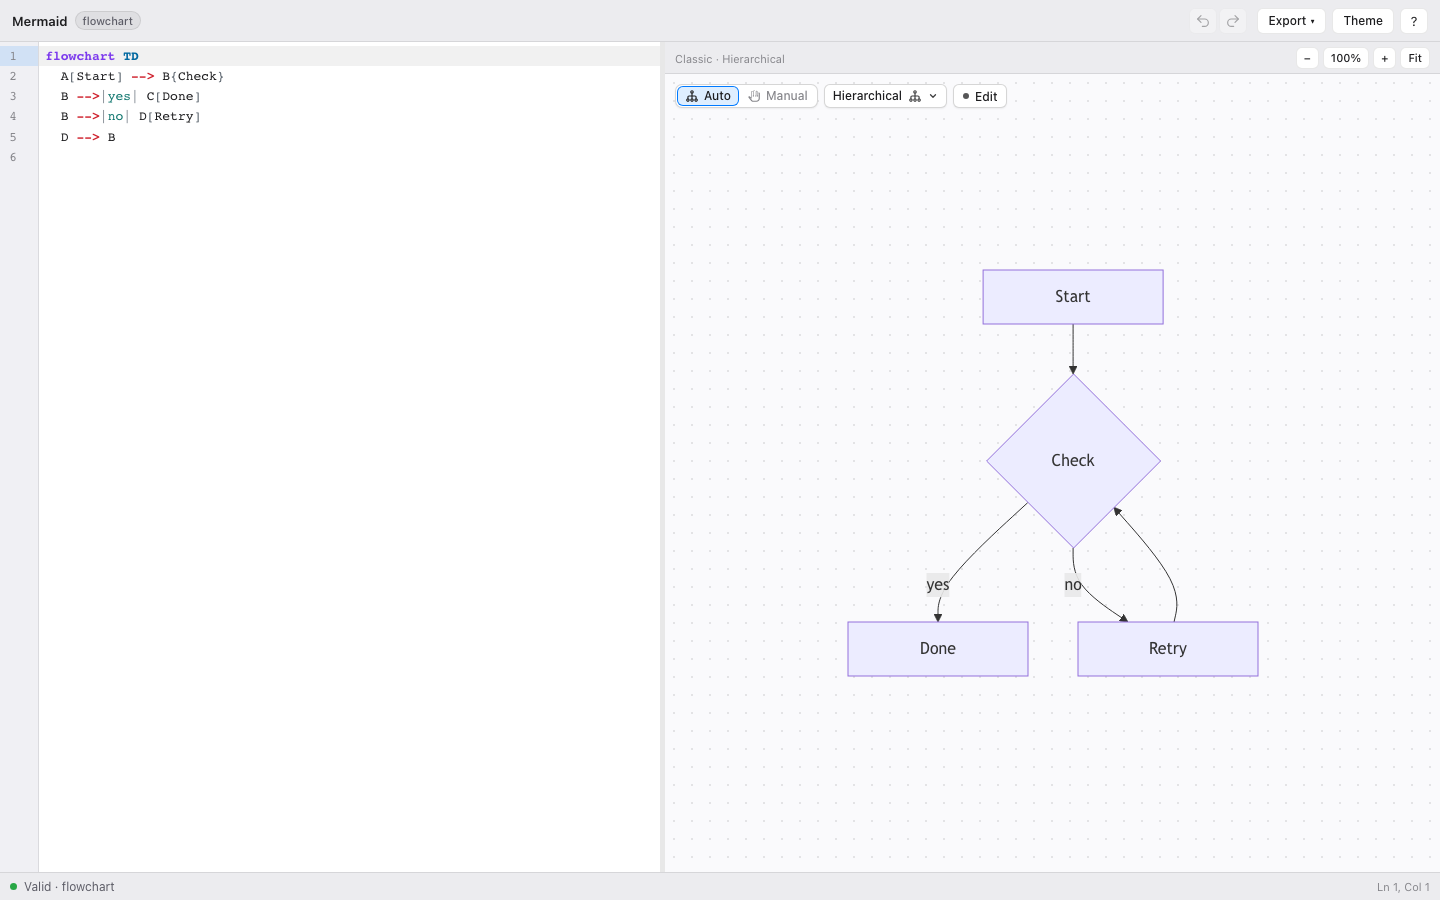 Mermaid flowchart Export ▾ Theme ?
1 flowchart TD
2 A[Start] --> B{Check}
3 B -->|yes| C[Done]
4 B -->|no| D[Retry]
5 D --> B
6
Classic · Hierarchical − 100% + Fit
Auto Manual Hierarchical Edit
Start
Check
yes no
Done Retry
Valid · flowchart Ln 1, Col 1